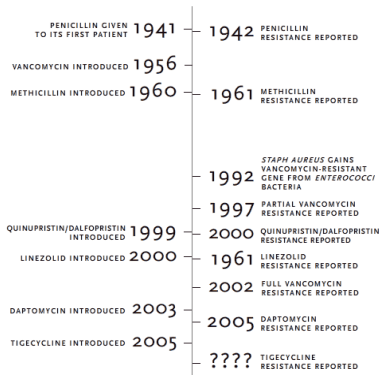 PENICILLIN GIVEN
TO ITS FIRST PATIENT 1941
1942 PENICILLIN
RESISTANCE REPORTED
VANCOMYCIN INTRODUCED 1956
METHICILLIN INTRODUCED 1960
1961 METHICILLIN
RESISTANCE REPORTED
1992 STAPH AUREUS GAINS
VANCOMYCIN-RESISTANT
GENE FROM ENTEROCOCCI
BACTERIA
1997 PARTIAL VANCOMYCIN
RESISTANCE REPORTED
QUINUPRISTIN/DALFOPRISTIN
INTRODUCED 1999
2000 QUINUPRISTIN/DALFOPRISTIN
RESISTANCE REPORTED
LINEZOLID INTRODUCED 2000
1961 LINEZOLID
RESISTANCE REPORTED
2002 FULL VANCOMYCIN
RESISTANCE REPORTED
DAPTOMYCIN INTRODUCED 2003
2005 DAPTOMYCIN
RESISTANCE REPORTED
TIGECYCLINE INTRODUCED 2005
???? TIGECYCLINE
RESISTANCE REPORTED